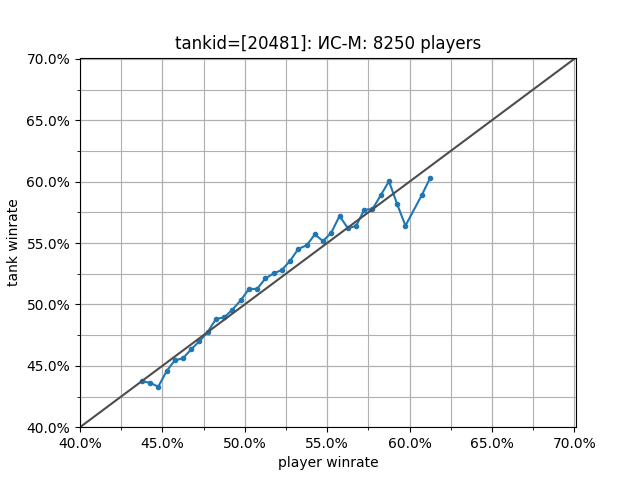 tankid=[20481]: ИС-М: 8250 players
70.0%
65.0%
60.0%
55.0%
50.0%
45.0%
40.0%
tank winrate
40.0% 45.0% 50.0% 55.0% 60.0% 65.0% 70.0%
player winrate